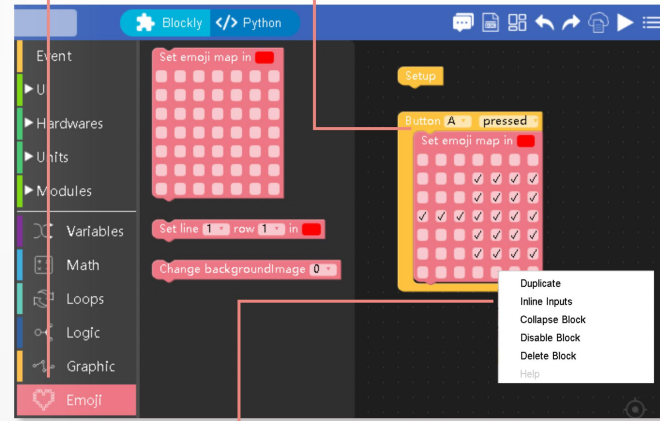 Blockly </> Python
Event
U
Hardwares
Units
Modules
Variables
Math
Loops
Logic
Graphic
Emoji
Set emoji map in
Set line 1 row 1 in
Change backgroundImage 0
Setup
Button A pressed
Set emoji map in
Duplicate
Inline Inputs
Collapse Block
Disable Block
Delete Block
Help